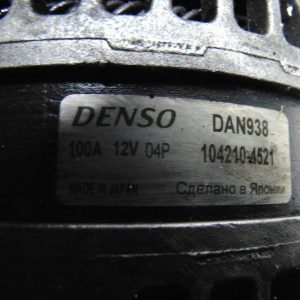 DENSO DAN938
100A 12V 04P 104210-4521
MADE IN JAPAN Сделано в Японии